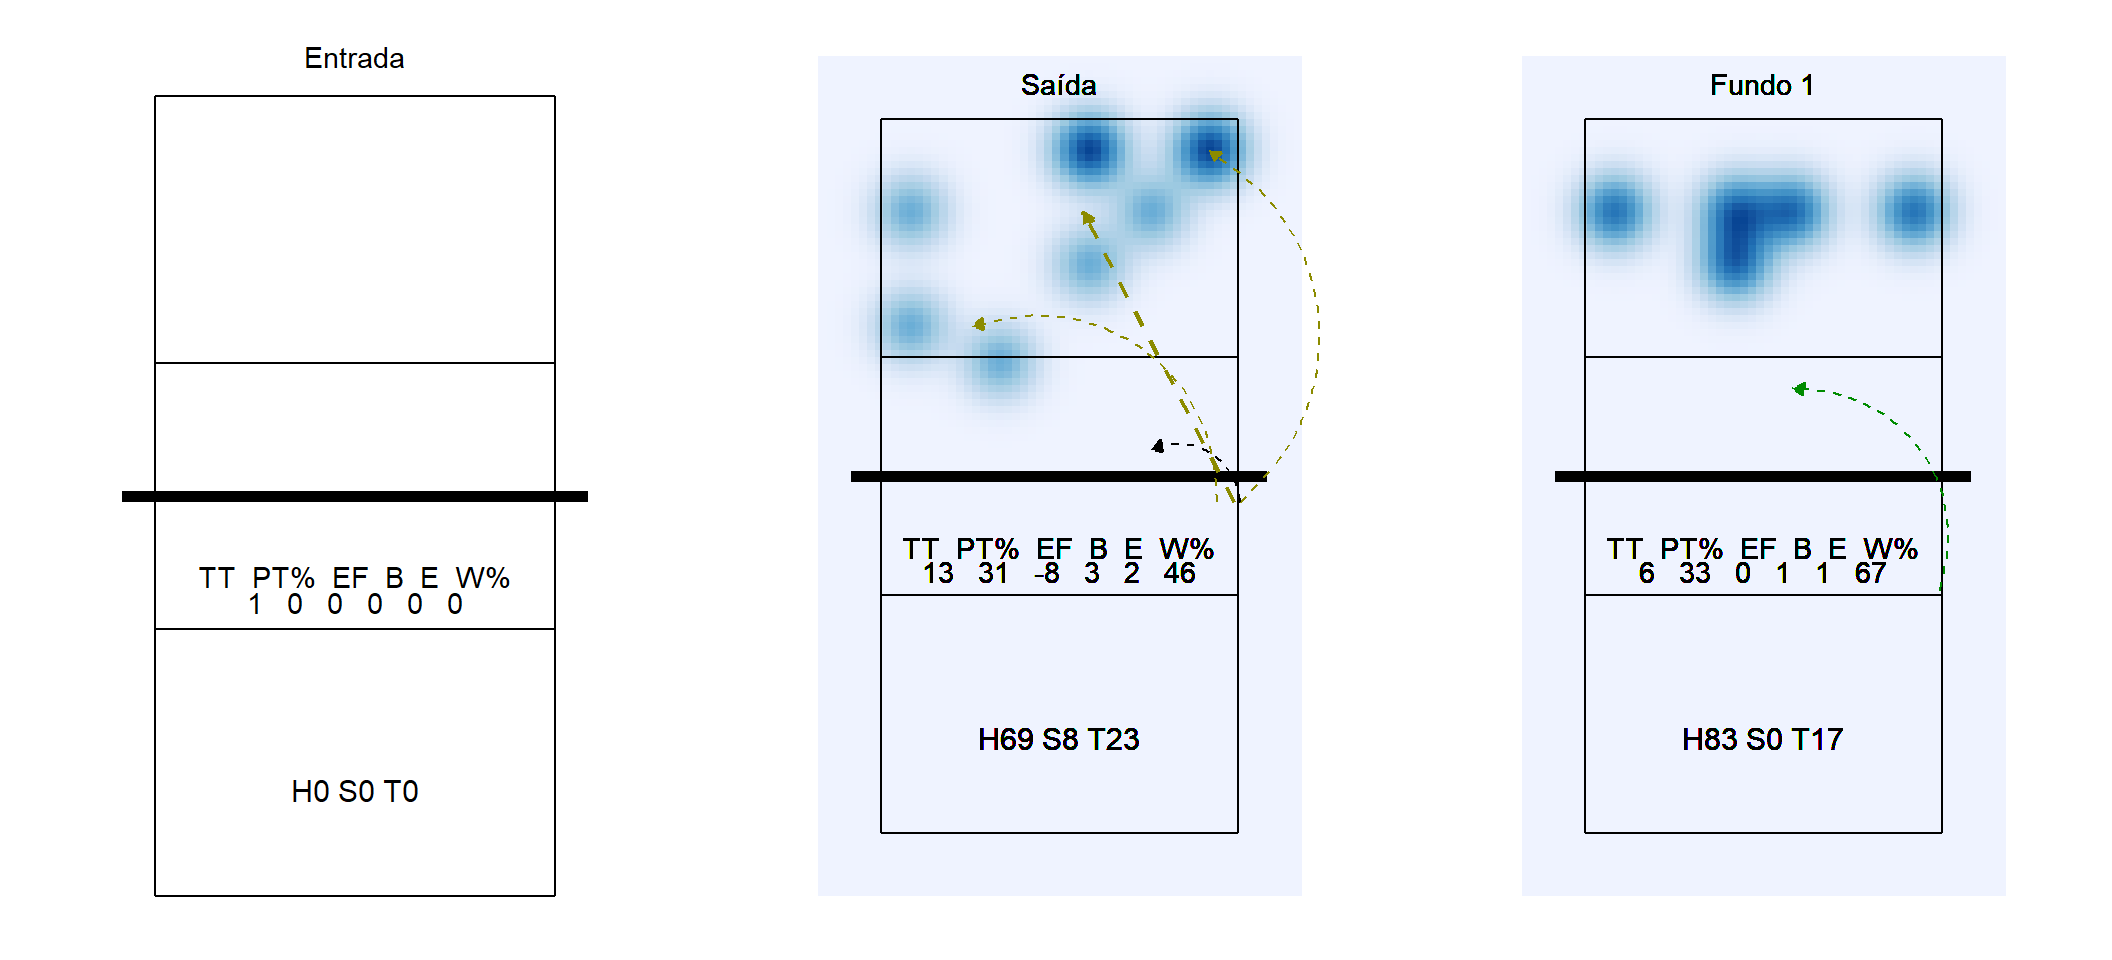 Entrada
TT PT% EF B E W%
1 0 0 0 0 0
H0 S0 T0
Saída
TT PT% EF B E W%
13 31 -8 3 2 46
H69 S8 T23
Fundo 1
TT PT% EF B E W%
6 33 0 1 1 67
H83 S0 T17